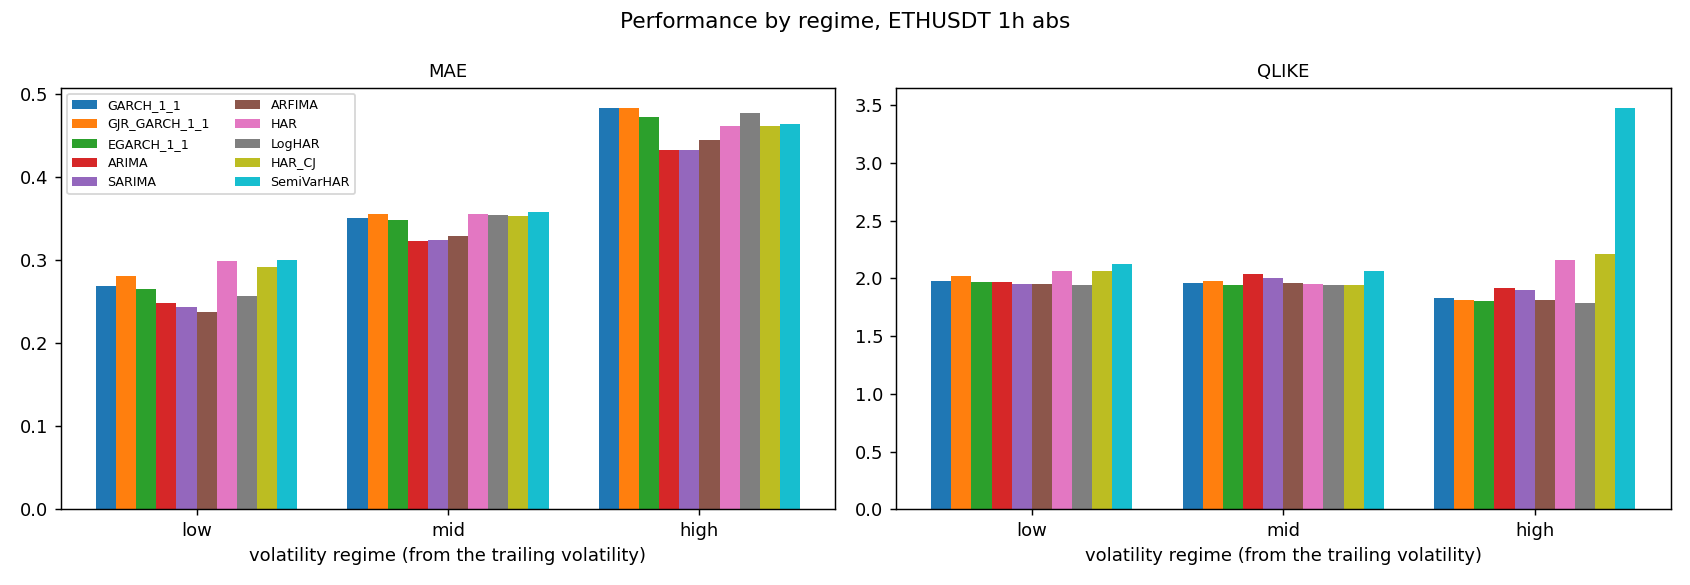 Performance by regime, ETHUSDT 1h abs
MAE
0.5
0.4
0.3
0.2
0.1
0.0
GARCH_1_1
GJR_GARCH_1_1
EGARCH_1_1
ARIMA
SARIMA
ARFIMA
HAR
LogHAR
HAR_CJ
SemiVarHAR
low mid high
volatility regime (from the trailing volatility)
QLIKE
3.5
3.0
2.5
2.0
1.5
1.0
0.5
0.0
low mid high
volatility regime (from the trailing volatility)